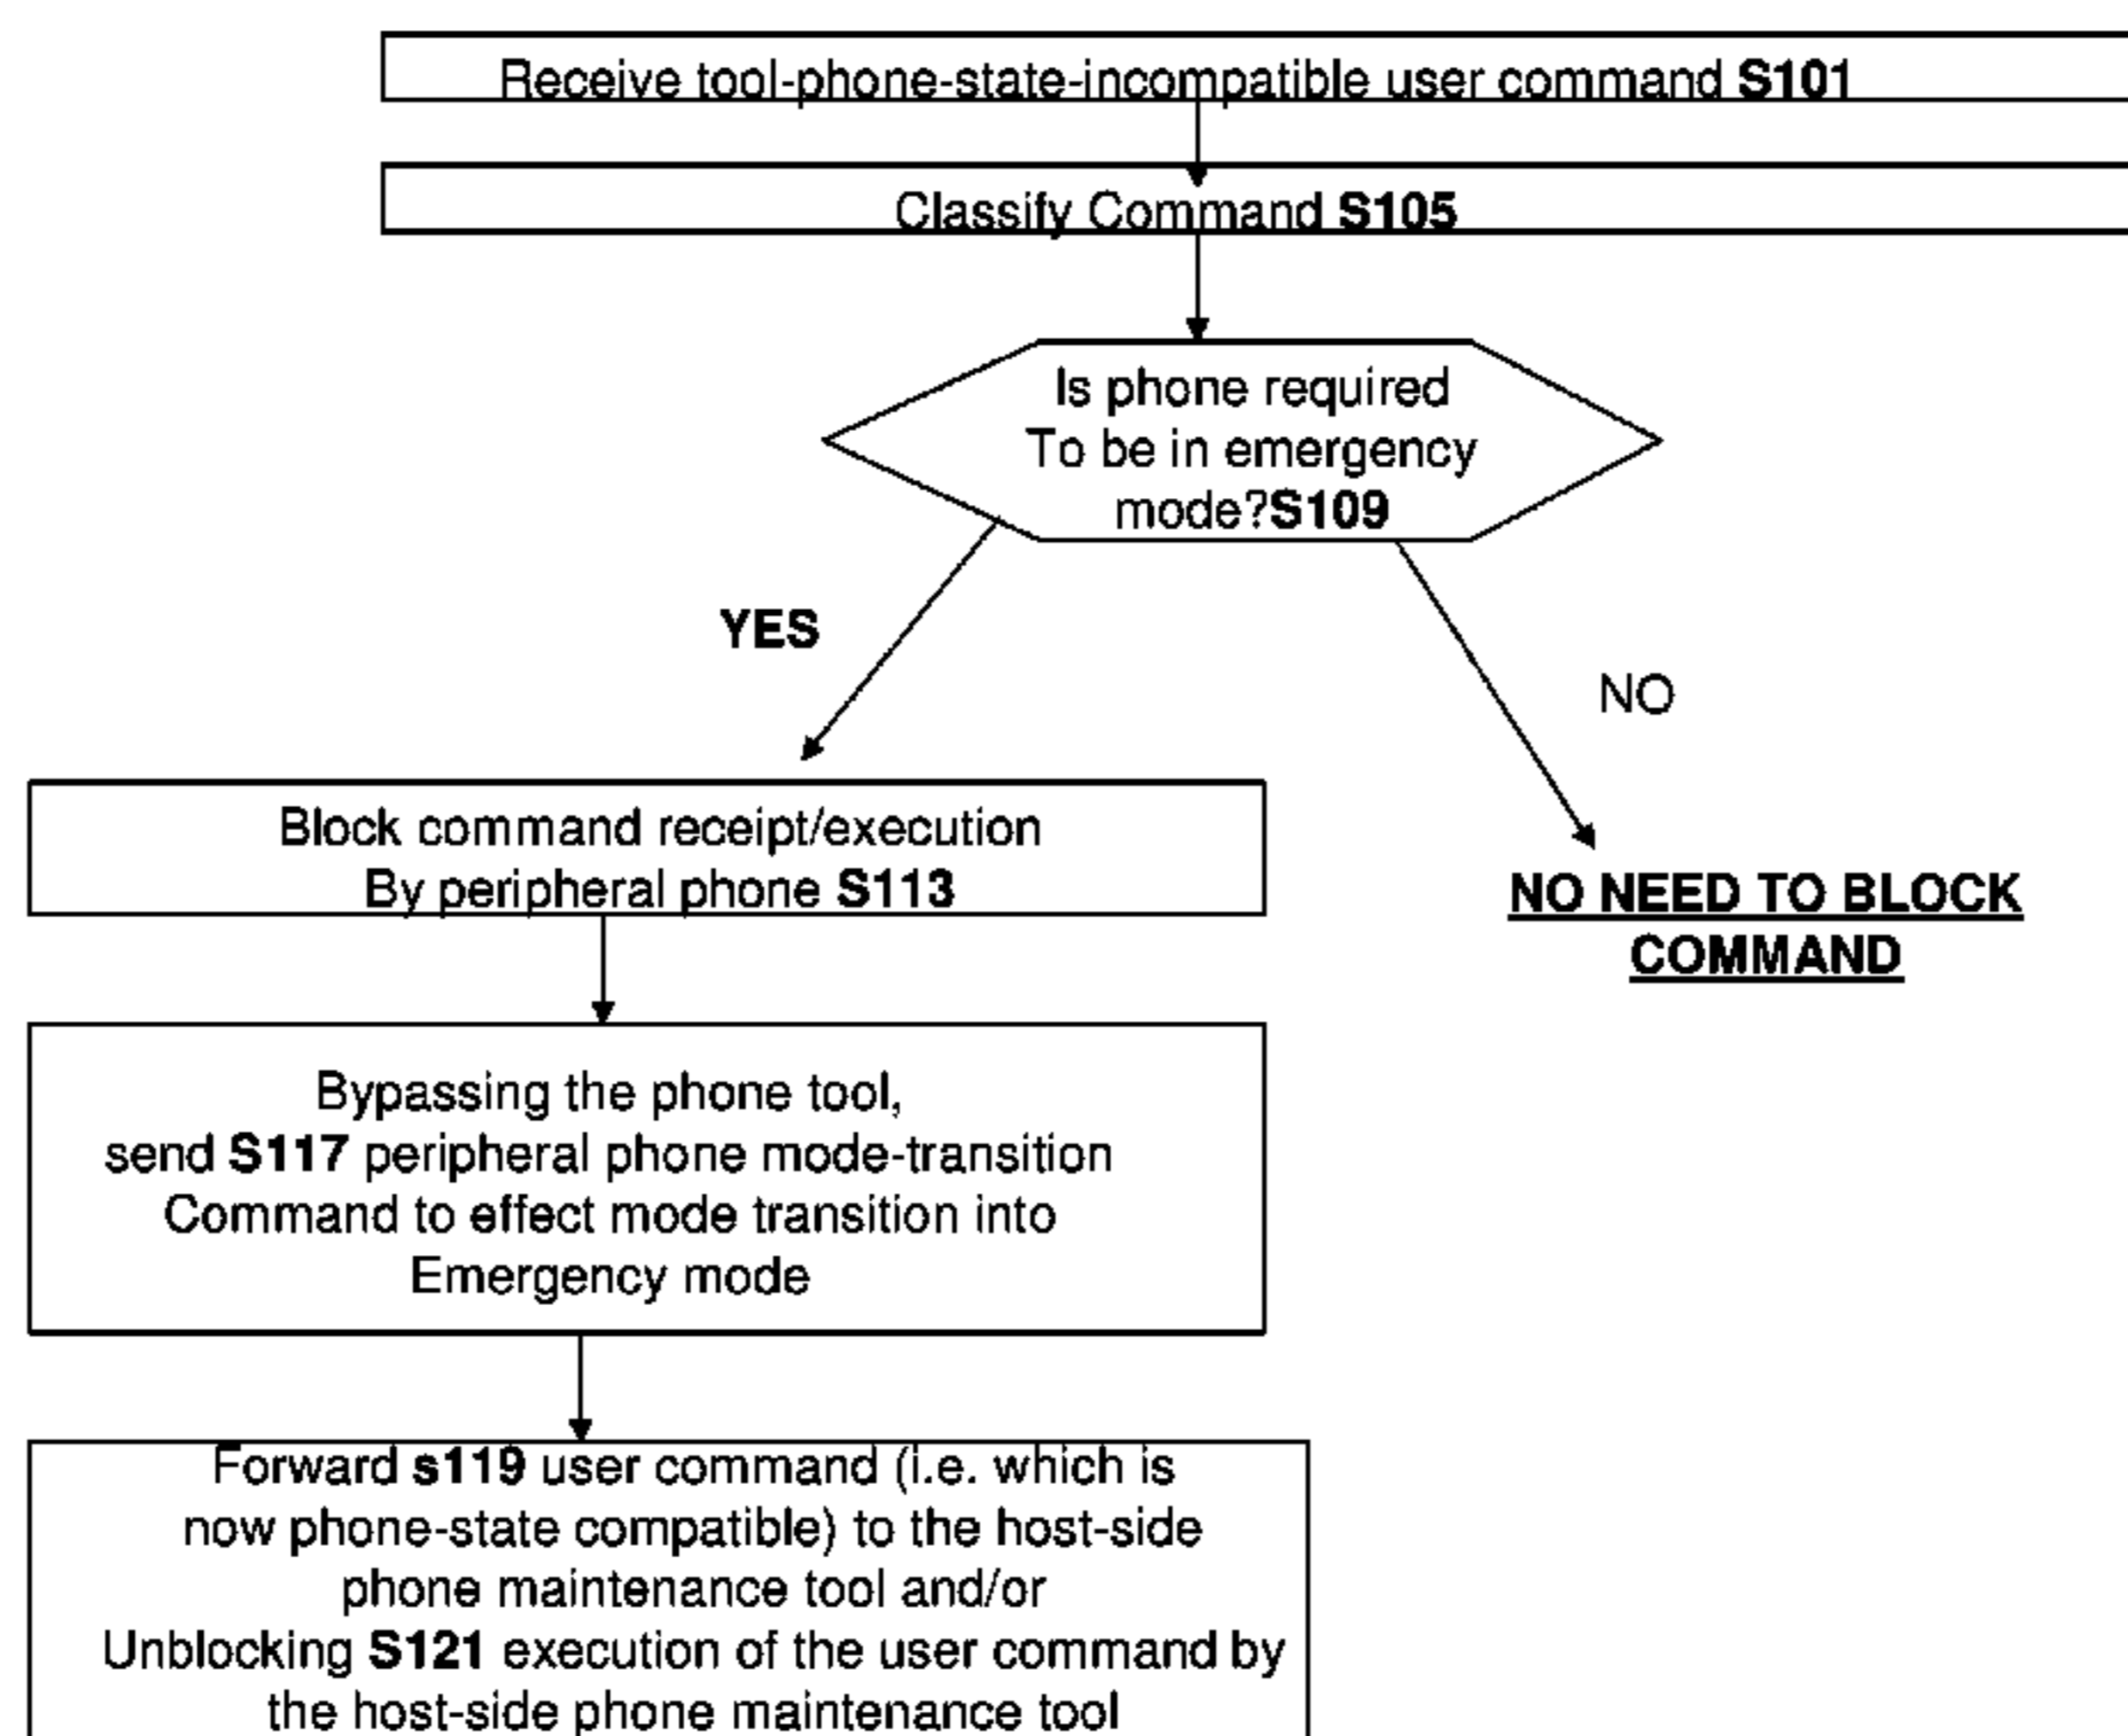 Receive tool-phone-state-incompatible user command S101
Classify Command S105
Is phone required
To be in emergency
mode?S109
YES
NO
Block command receipt/execution
By peripheral phone S113
NO NEED TO BLOCK
COMMAND
Bypassing the phone tool,
send S117 peripheral phone mode-transition
Command to effect mode transition into
Emergency mode
Forward s119 user command (i.e. which is
now phone-state compatible) to the host-side
phone maintenance tool and/or
Unblocking S121 execution of the user command by
the host-side phone maintenance tool